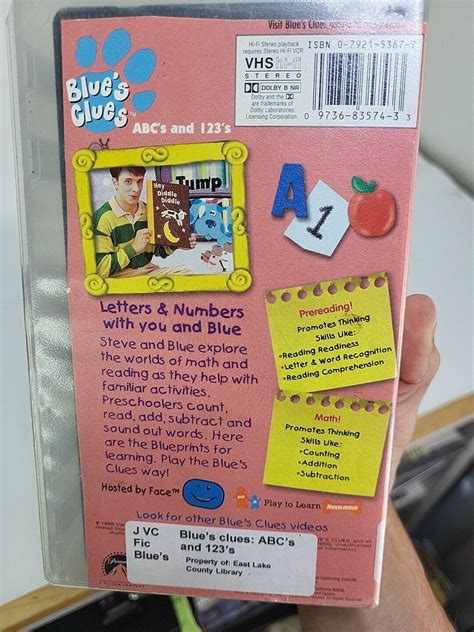 Visit Blue's Clues
Hi-Fi Stereo playback
requires Stereo Hi-Fi VCR
VHS hi-fi
STEREO
DOLBY B NR
Dolby and the
are trademarks of
Dolby Laboratories
Licensing Corporation.
ISBN 0-7921-5367-
0 9736-83574-3 3
Blue's
Clues
TM
ABC's and 123's
Hey
Diddle
Diddle
Jump
A
1
Letters & Numbers
with you and Blue
Steve and Blue explore
the worlds of math and
reading as they help with
familiar activities.
Preschoolers count,
read, add, subtract and
sound out words. Here
are the Blueprints for
learning. Play the Blue's
Clues way!
Prereading!
Promotes Thinking
Skills Like:
•Reading Readiness
•Letter & Word Recognition
•Reading Comprehension
Math!
Promotes Thinking
Skills Like:
•Counting
•Addition
•Subtraction
Hosted by Face™
Play to Learn
NICKELODEON
Look for other Blue's Clues videos
J VC
Fic
Blue's
Blue's clues: ABC's
and 123's
Property of: East Lake
County Library